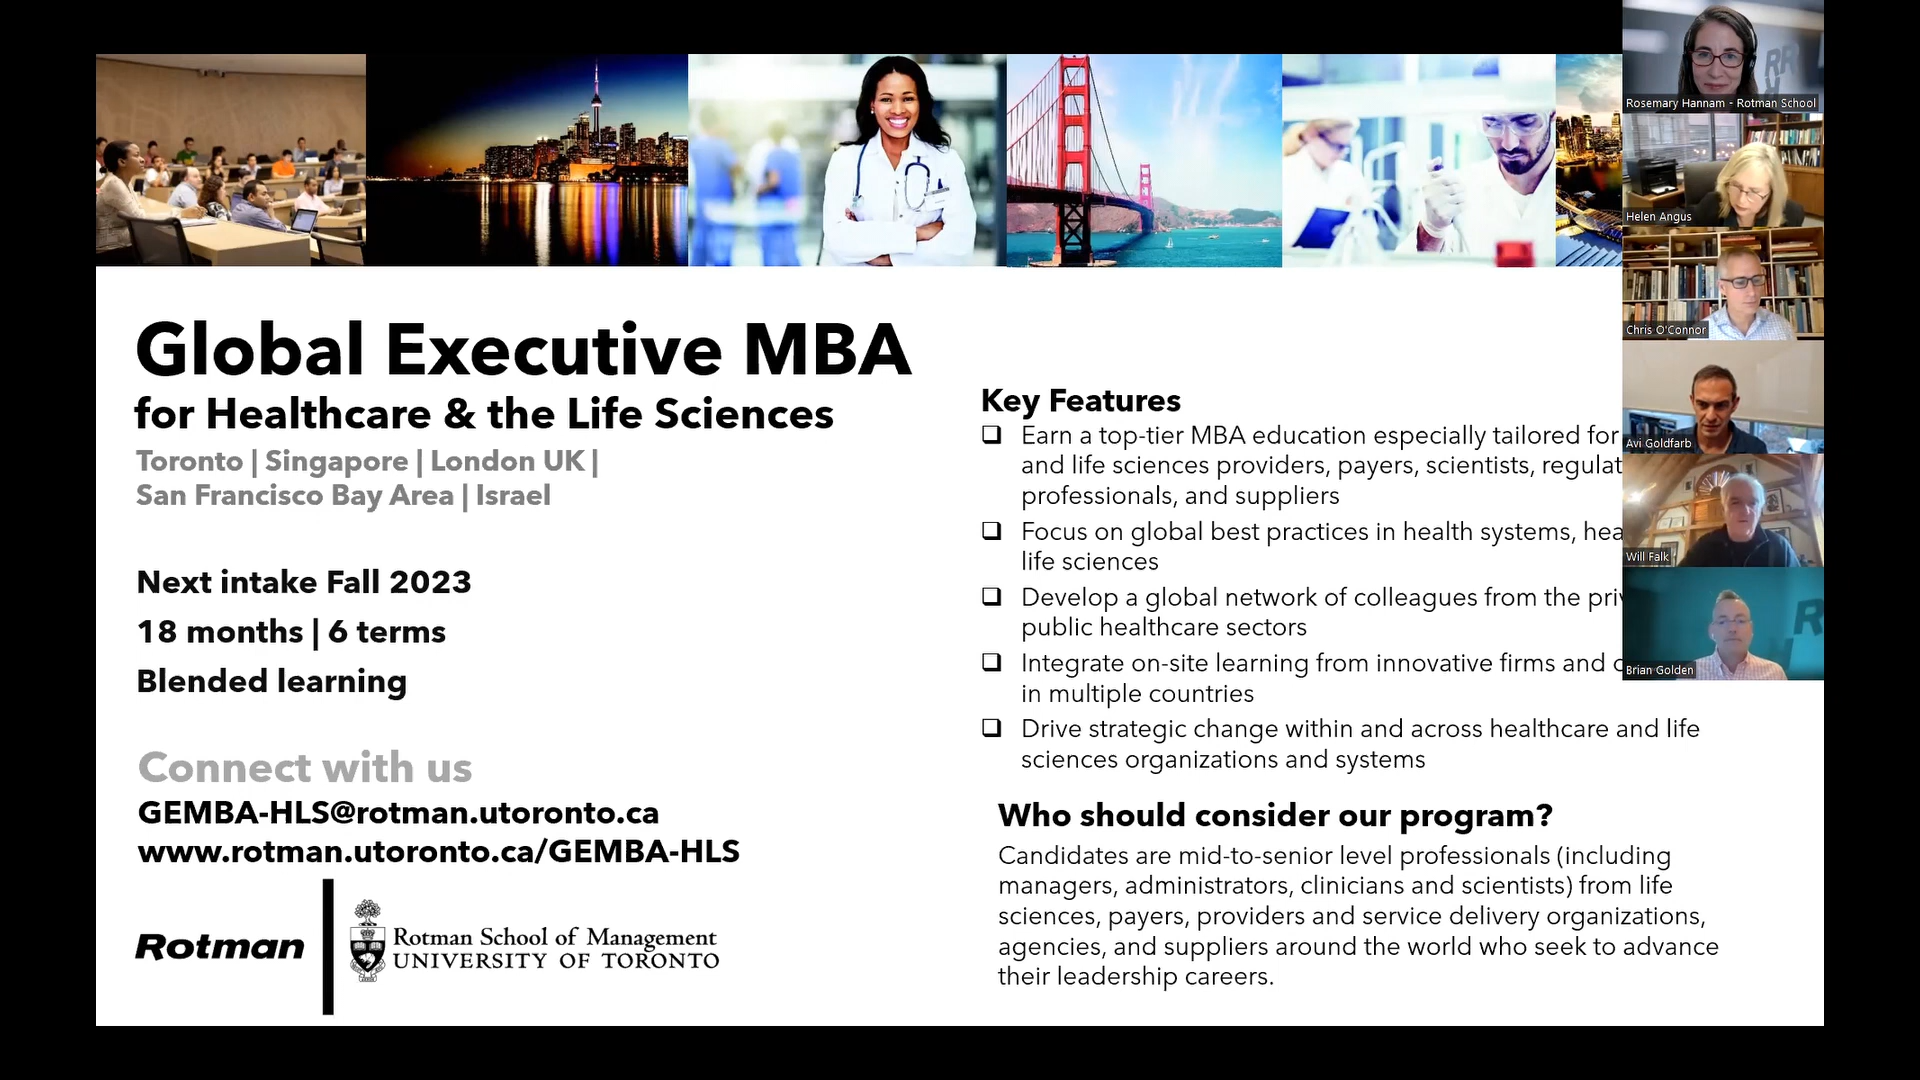 Global Executive MBA
for Healthcare & the Life Sciences
Toronto | Singapore | London UK |
San Francisco Bay Area | Israel
Next intake Fall 2023
18 months | 6 terms
Blended learning
Connect with us
GEMBA-HLS@rotman.utoronto.ca
www.rotman.utoronto.ca/GEMBA-HLS
Rotman
Rotman School of Management
UNIVERSITY OF TORONTO
Key Features
Earn a top-tier MBA education especially tailored for
and life sciences providers, payers, scientists,
professionals, and suppliers
Focus on global best practices in health systems,
life sciences
Develop a global network of colleagues from the
public healthcare sectors
Integrate on-site learning from innovative firms and
in multiple countries
Drive strategic change within and across healthcare and life
sciences organizations and systems
Who should consider our program?
Candidates are mid-to-senior level professionals (including
managers, administrators, clinicians and scientists) from life
sciences, payers, providers and service delivery organizations,
agencies, and suppliers around the world who seek to advance
their leadership careers.
Rosemary Hannam - Rotman School
Helen Angus
Chris O'Connor
Avi Goldfarb
Will Falk
Brian Golden